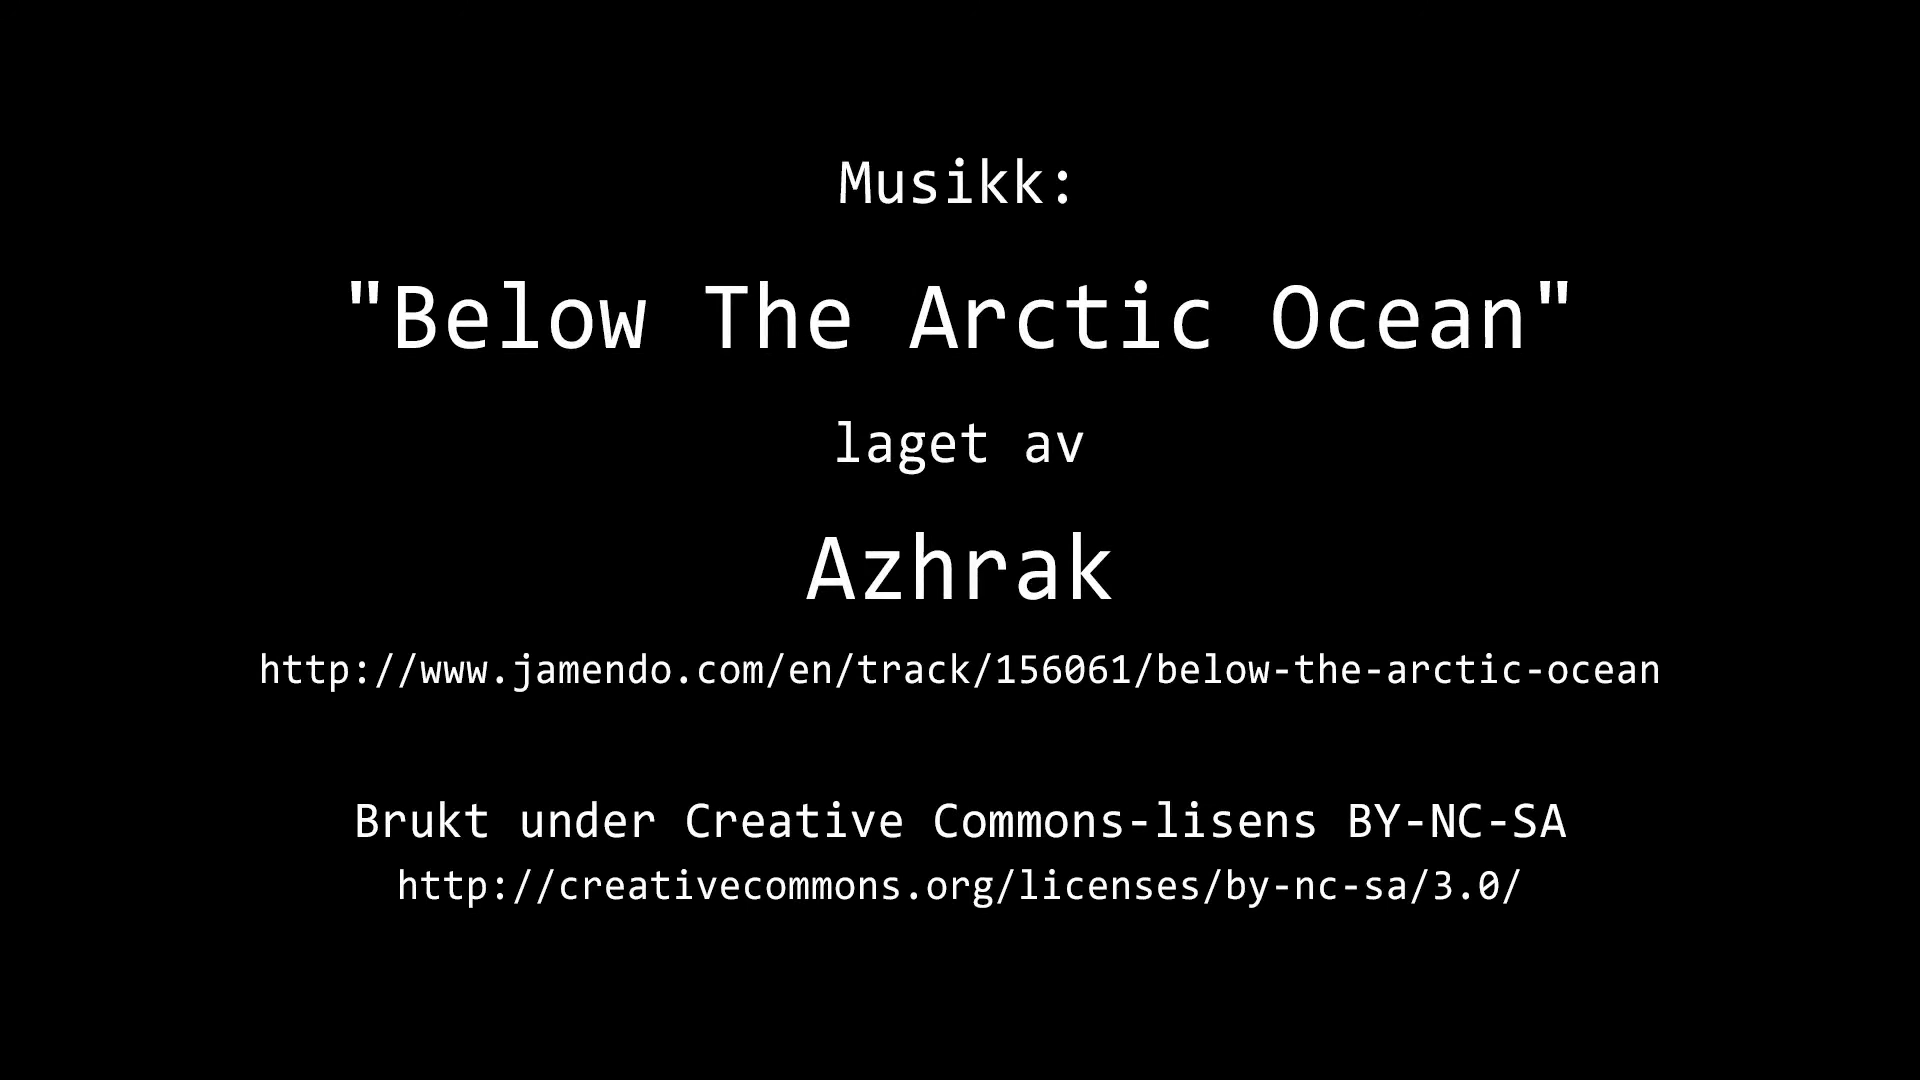 Musikk:
"Below The Arctic Ocean"
laget av
Azhrak
http://www.jamendo.com/en/track/156061/below-the-arctic-ocean
Brukt under Creative Commons-lisens BY-NC-SA
http://creativecommons.org/licenses/by-nc-sa/3.0/